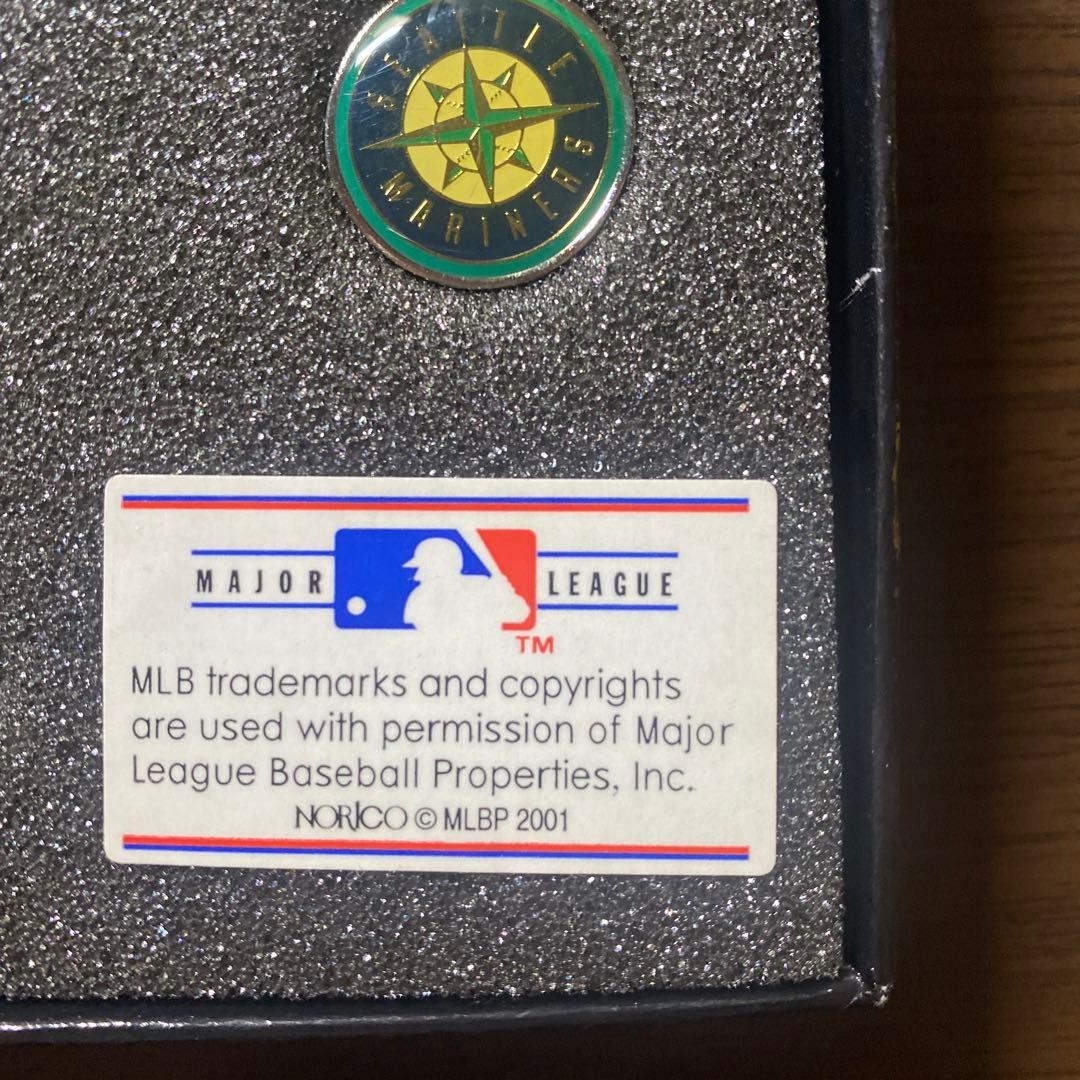 SEATTLE
MARINERS
MAJOR LEAGUE
TM
MLB trademarks and copyrights
are used with permission of Major
League Baseball Properties, Inc.
NORICO © MLBP 2001